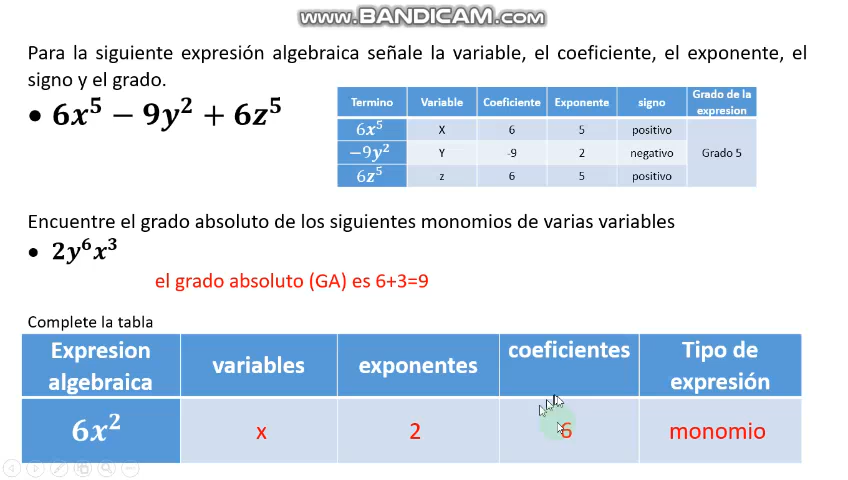 www.BANDICAM.com
Para la siguiente expresión algebraica señale la variable, el coeficiente, el exponente, el
signo y el grado.
• 6x⁵ − 9y² + 6z⁵
Termino Variable Coeficiente Exponente signo Grado de la expresion
6x⁵ X 6 5 positivo
−9y² Y -9 2 negativo Grado 5
6z⁵ z 6 5 positivo
Encuentre el grado absoluto de los siguientes monomios de varias variables
• 2y⁶x³
el grado absoluto (GA) es 6+3=9
Complete la tabla
Expresion algebraica variables exponentes coeficientes Tipo de expresión
6x² x 2 6 monomio